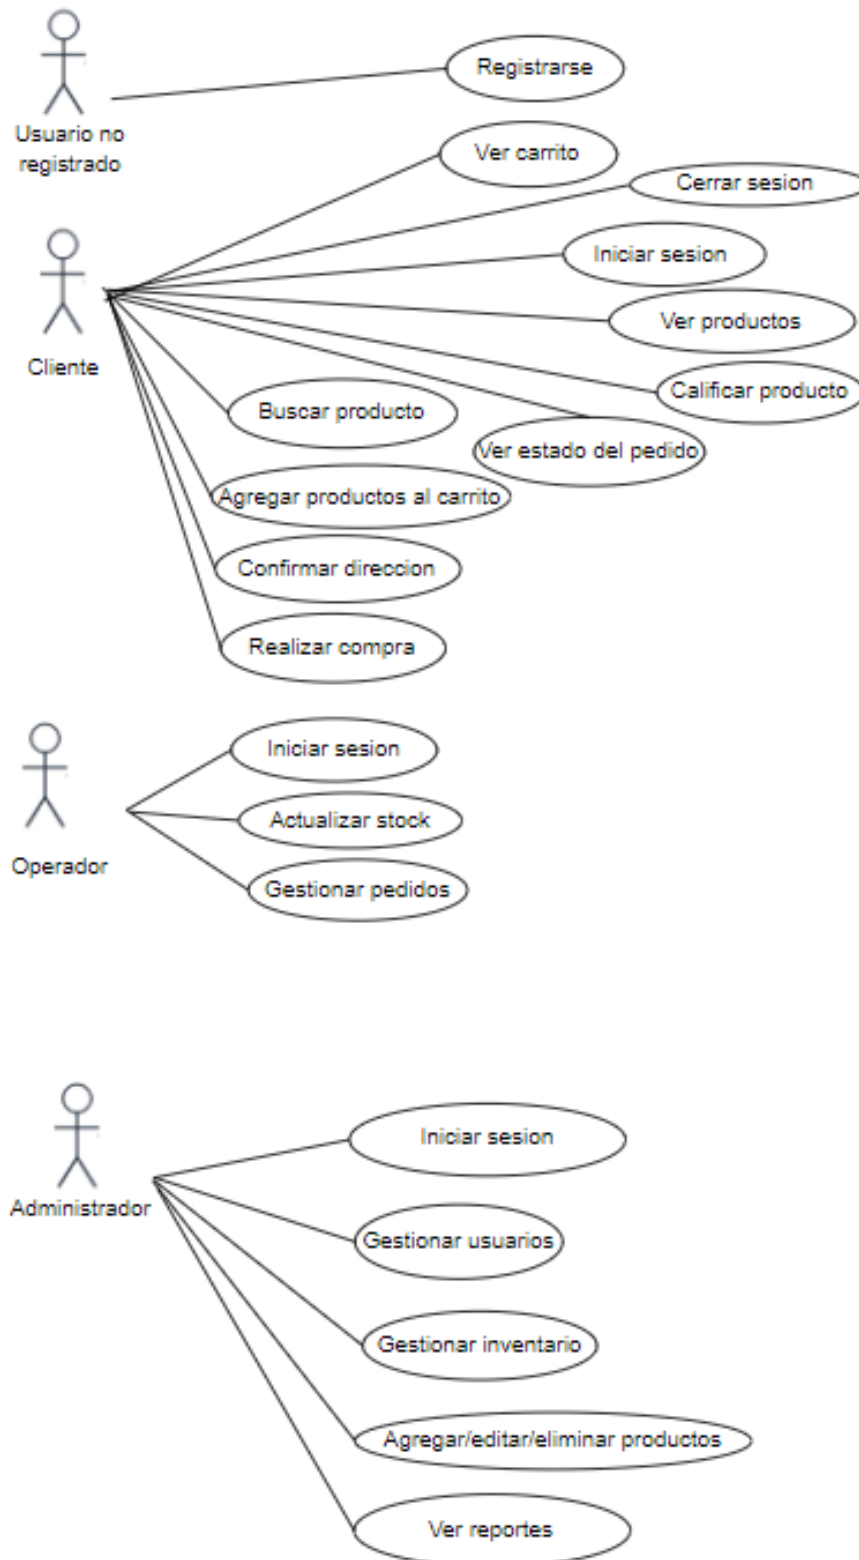 Registrarse
Usuario no
registrado
Ver carrito
Cerrar sesion
Iniciar sesion
Ver productos
Cliente
Calificar producto
Buscar producto
Ver estado del pedido
Agregar productos al carrito
Confirmar direccion
Realizar compra
Iniciar sesion
Actualizar stock
Operador
Gestionar pedidos
Iniciar sesion
Administrador
Gestionar usuarios
Gestionar inventario
Agregar/editar/eliminar productos
Ver reportes